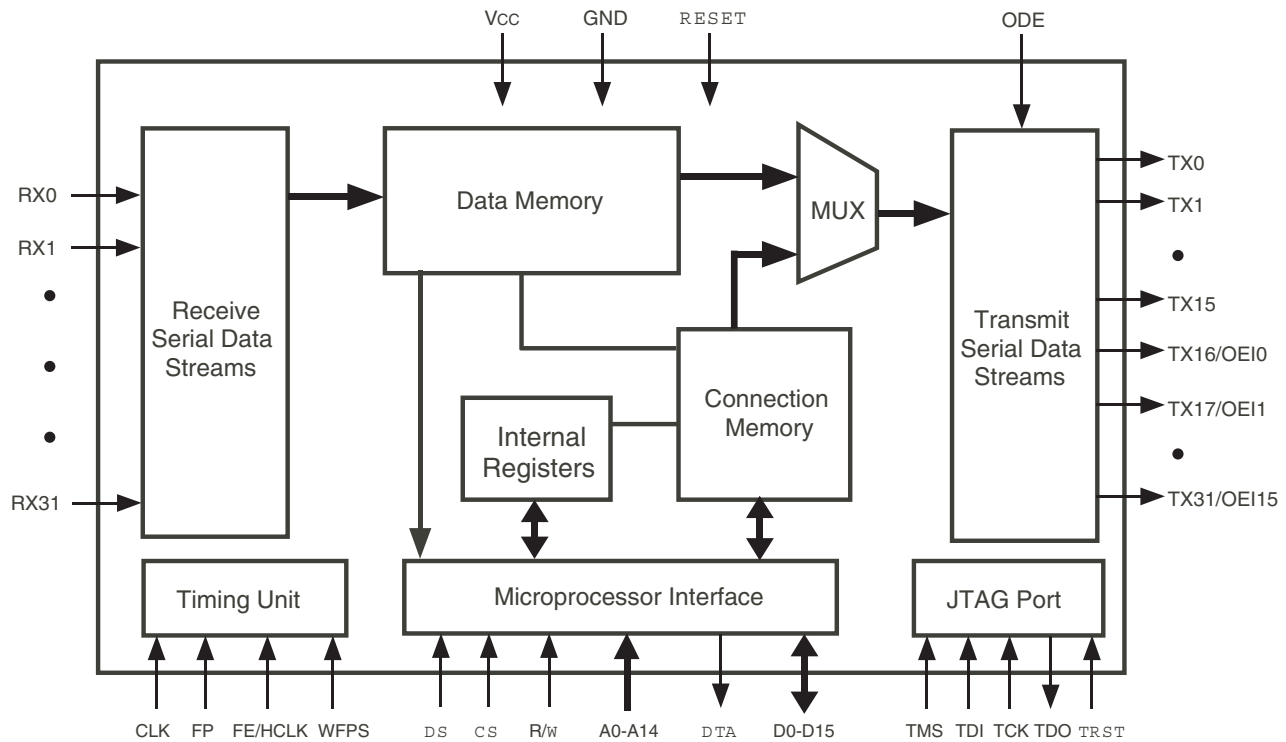 Vcc GND RESET ODE
RX0
RX1
RX31
Receive
Serial Data
Streams
Data Memory
MUX
Connection
Memory
Internal
Registers
Transmit
Serial Data
Streams
TX0
TX1
TX15
TX16/OEI0
TX17/OEI1
TX31/OEI15
Timing Unit
Microprocessor Interface
JTAG Port
CLK FP FE/HCLK WFPS DS CS R/W A0-A14 DTA D0-D15 TMS TDI TCK TDO TRST